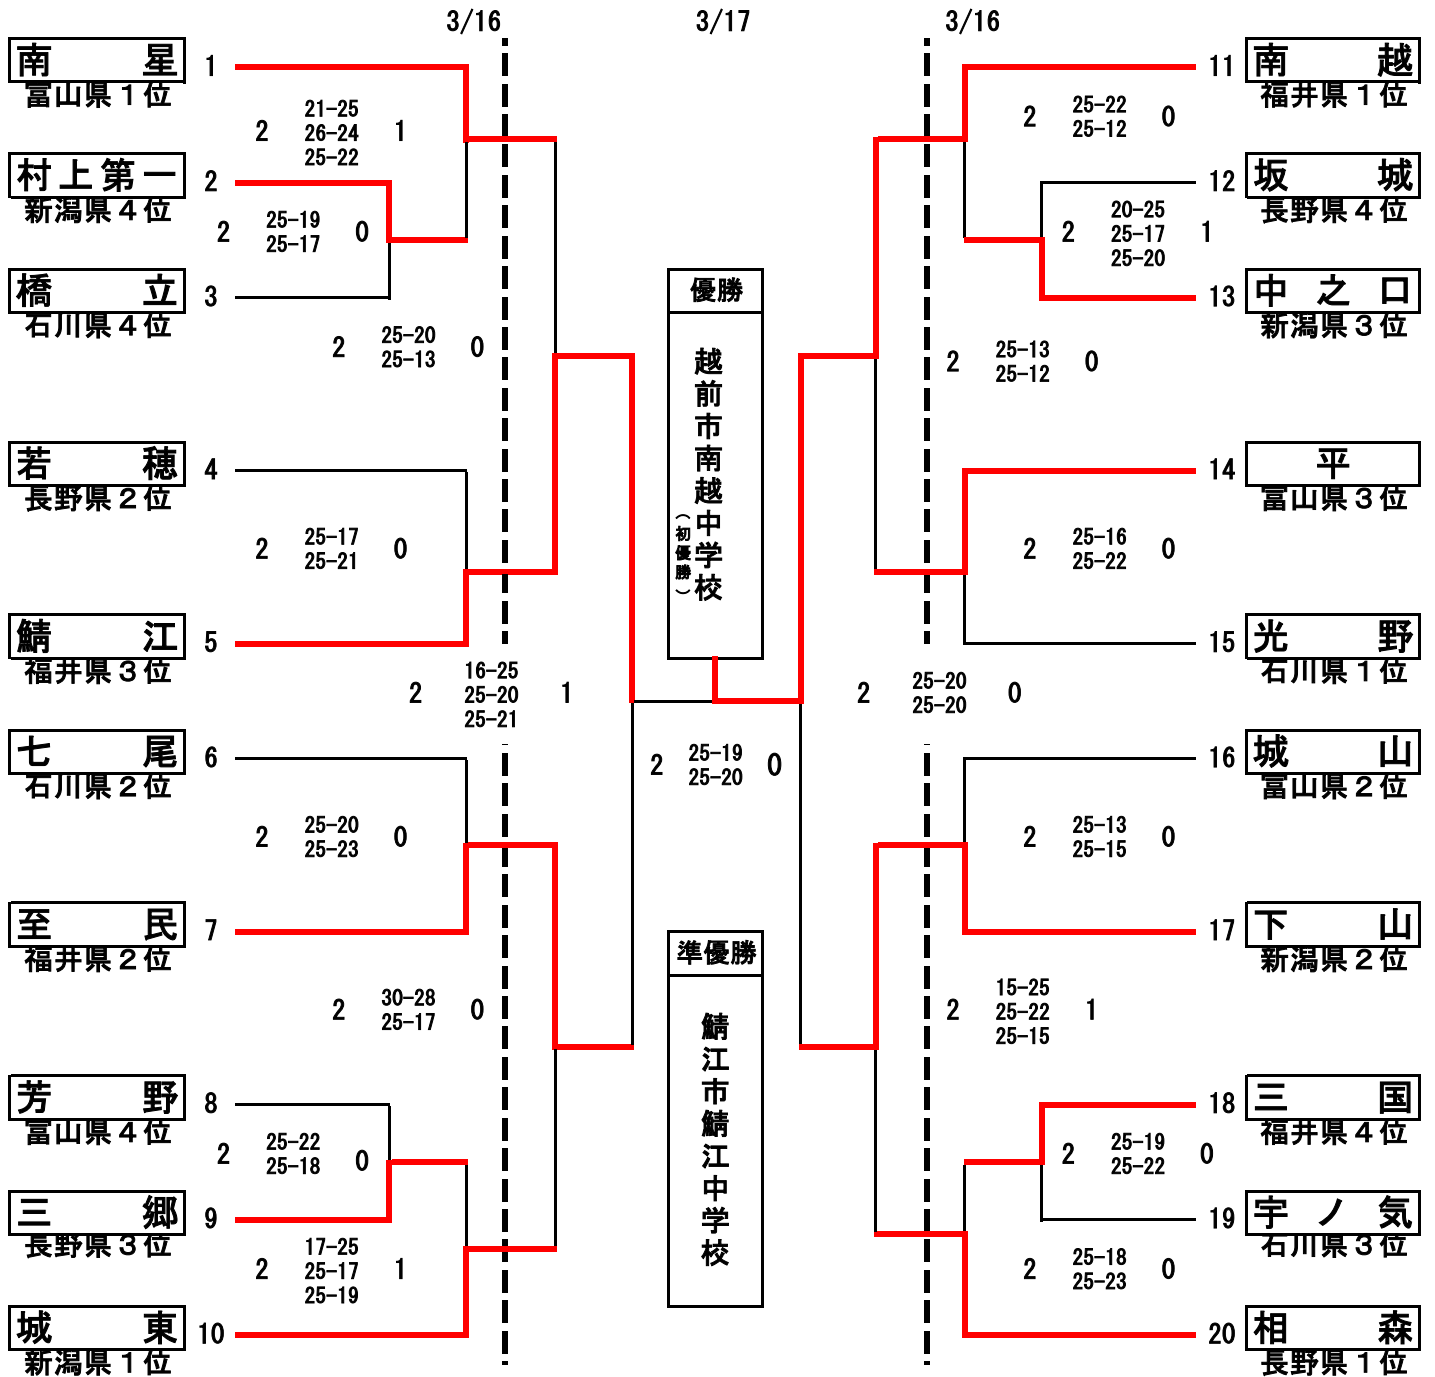 3/16
3/17
3/16
南星 1
富山県1位
2 21-25 1
26-24
25-22
村上第一 2
新潟県4位
2 25-19 0
25-17
橋立 3
石川県4位
2 25-20 0
25-13
若穂 4
長野県2位
2 25-17 0
25-21
鯖江 5
福井県3位
2 16-25 1
25-20
25-21
七尾 6
石川県2位
2 25-20 0
25-23
至民 7
福井県2位
2 30-28 0
25-17
芳野 8
富山県4位
2 25-22 0
25-18
三郷 9
長野県3位
2 17-25 1
25-17
25-19
城東 10
新潟県1位
優勝
越前市南越中学校
(初優勝)
2 25-19 0
25-20
準優勝
鯖江市鯖江中学校
11 南越
福井県1位
2 25-22 0
25-12
12 坂城
長野県4位
2 20-25 1
25-17
25-20
13 中之口
新潟県3位
2 25-13 0
25-12
14 平
富山県3位
2 25-16 0
25-22
15 光野
石川県1位
2 25-20 0
25-20
16 城山
富山県2位
2 25-13 0
25-15
17 下山
新潟県2位
2 15-25 1
25-22
25-15
18 三国
福井県4位
2 25-19 0
25-22
19 宇ノ気
石川県3位
2 25-18 0
25-23
20 相森
長野県1位